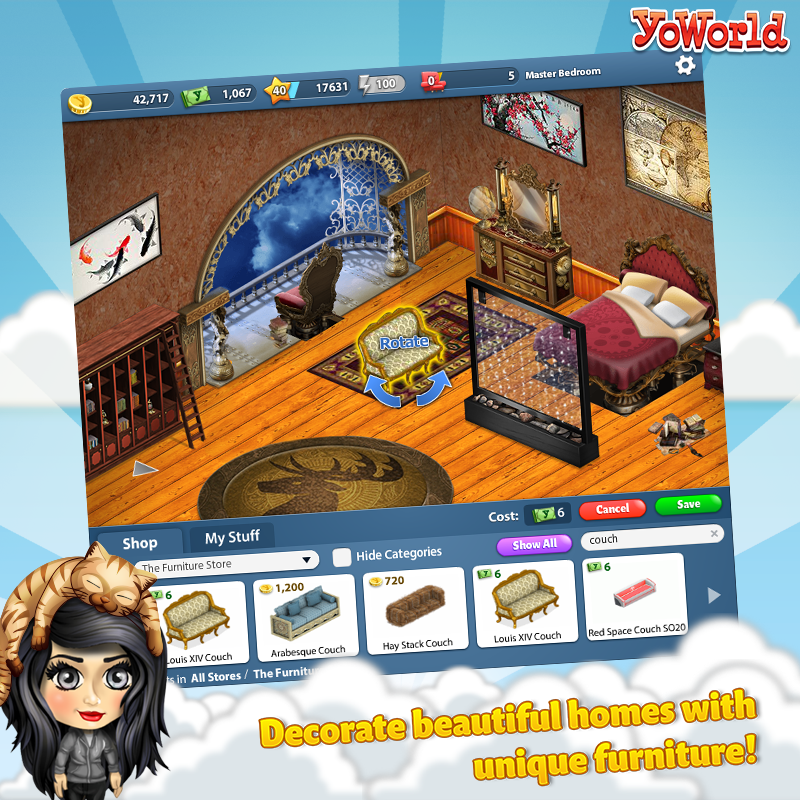 YoWorld
42,717
1,067
40
17631
100
0
5
Master Bedroom
Rotate
Cost:
6
Cancel
Save
Shop
My Stuff
The Furniture Store
Hide Categories
Show All
couch
6
Louis XIV Couch
1,200
Arabesque Couch
720
Hay Stack Couch
6
Louis XIV Couch
6
Red Space Couch SO20
in All Stores / The Furnitu
Decorate beautiful homes with
unique furniture!